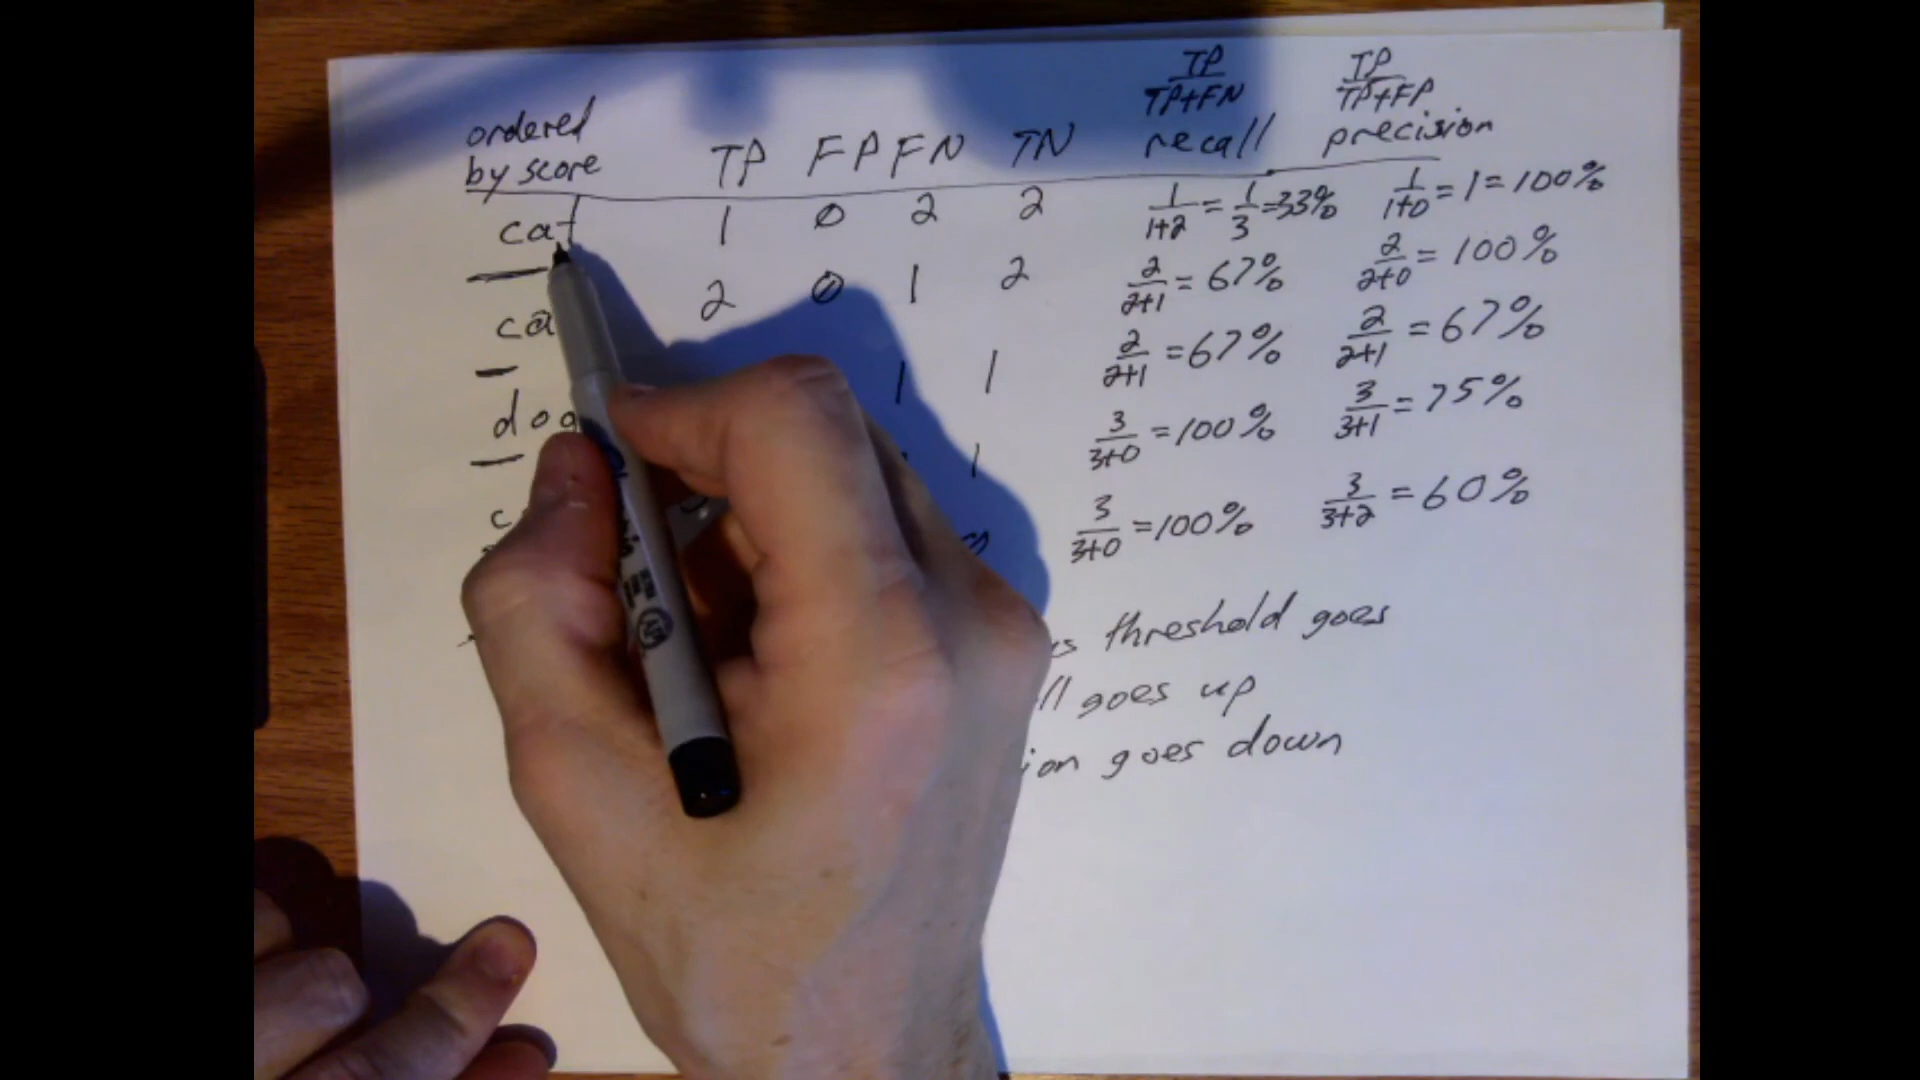 TP TP
TP+FN TP+FP
ordered
by score TP FP FN TN recall precision
cat 1 0 2 2 1/1+2 = 1/3 = 33% 1/1+0 = 1 = 100%
ca 2 0 1 2 2/2+1 = 67% 2/2+0 = 100%
dog 1 1 2/2+1 = 67% 2/2+1 = 67%
c 1 3/3+0 = 100% 3/3+1 = 75%
3/3+0 = 100% 3/3+2 = 60%
threshold goes
goes up
goes down